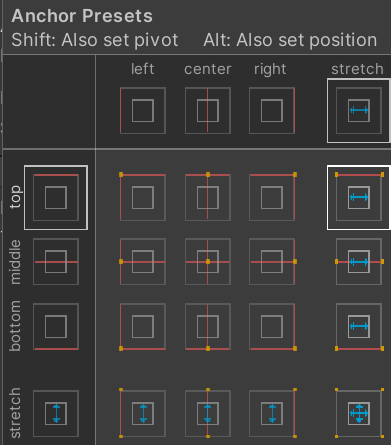 Anchor Presets
Shift: Also set pivot Alt: Also set position
left center right stretch
top
middle
bottom
stretch